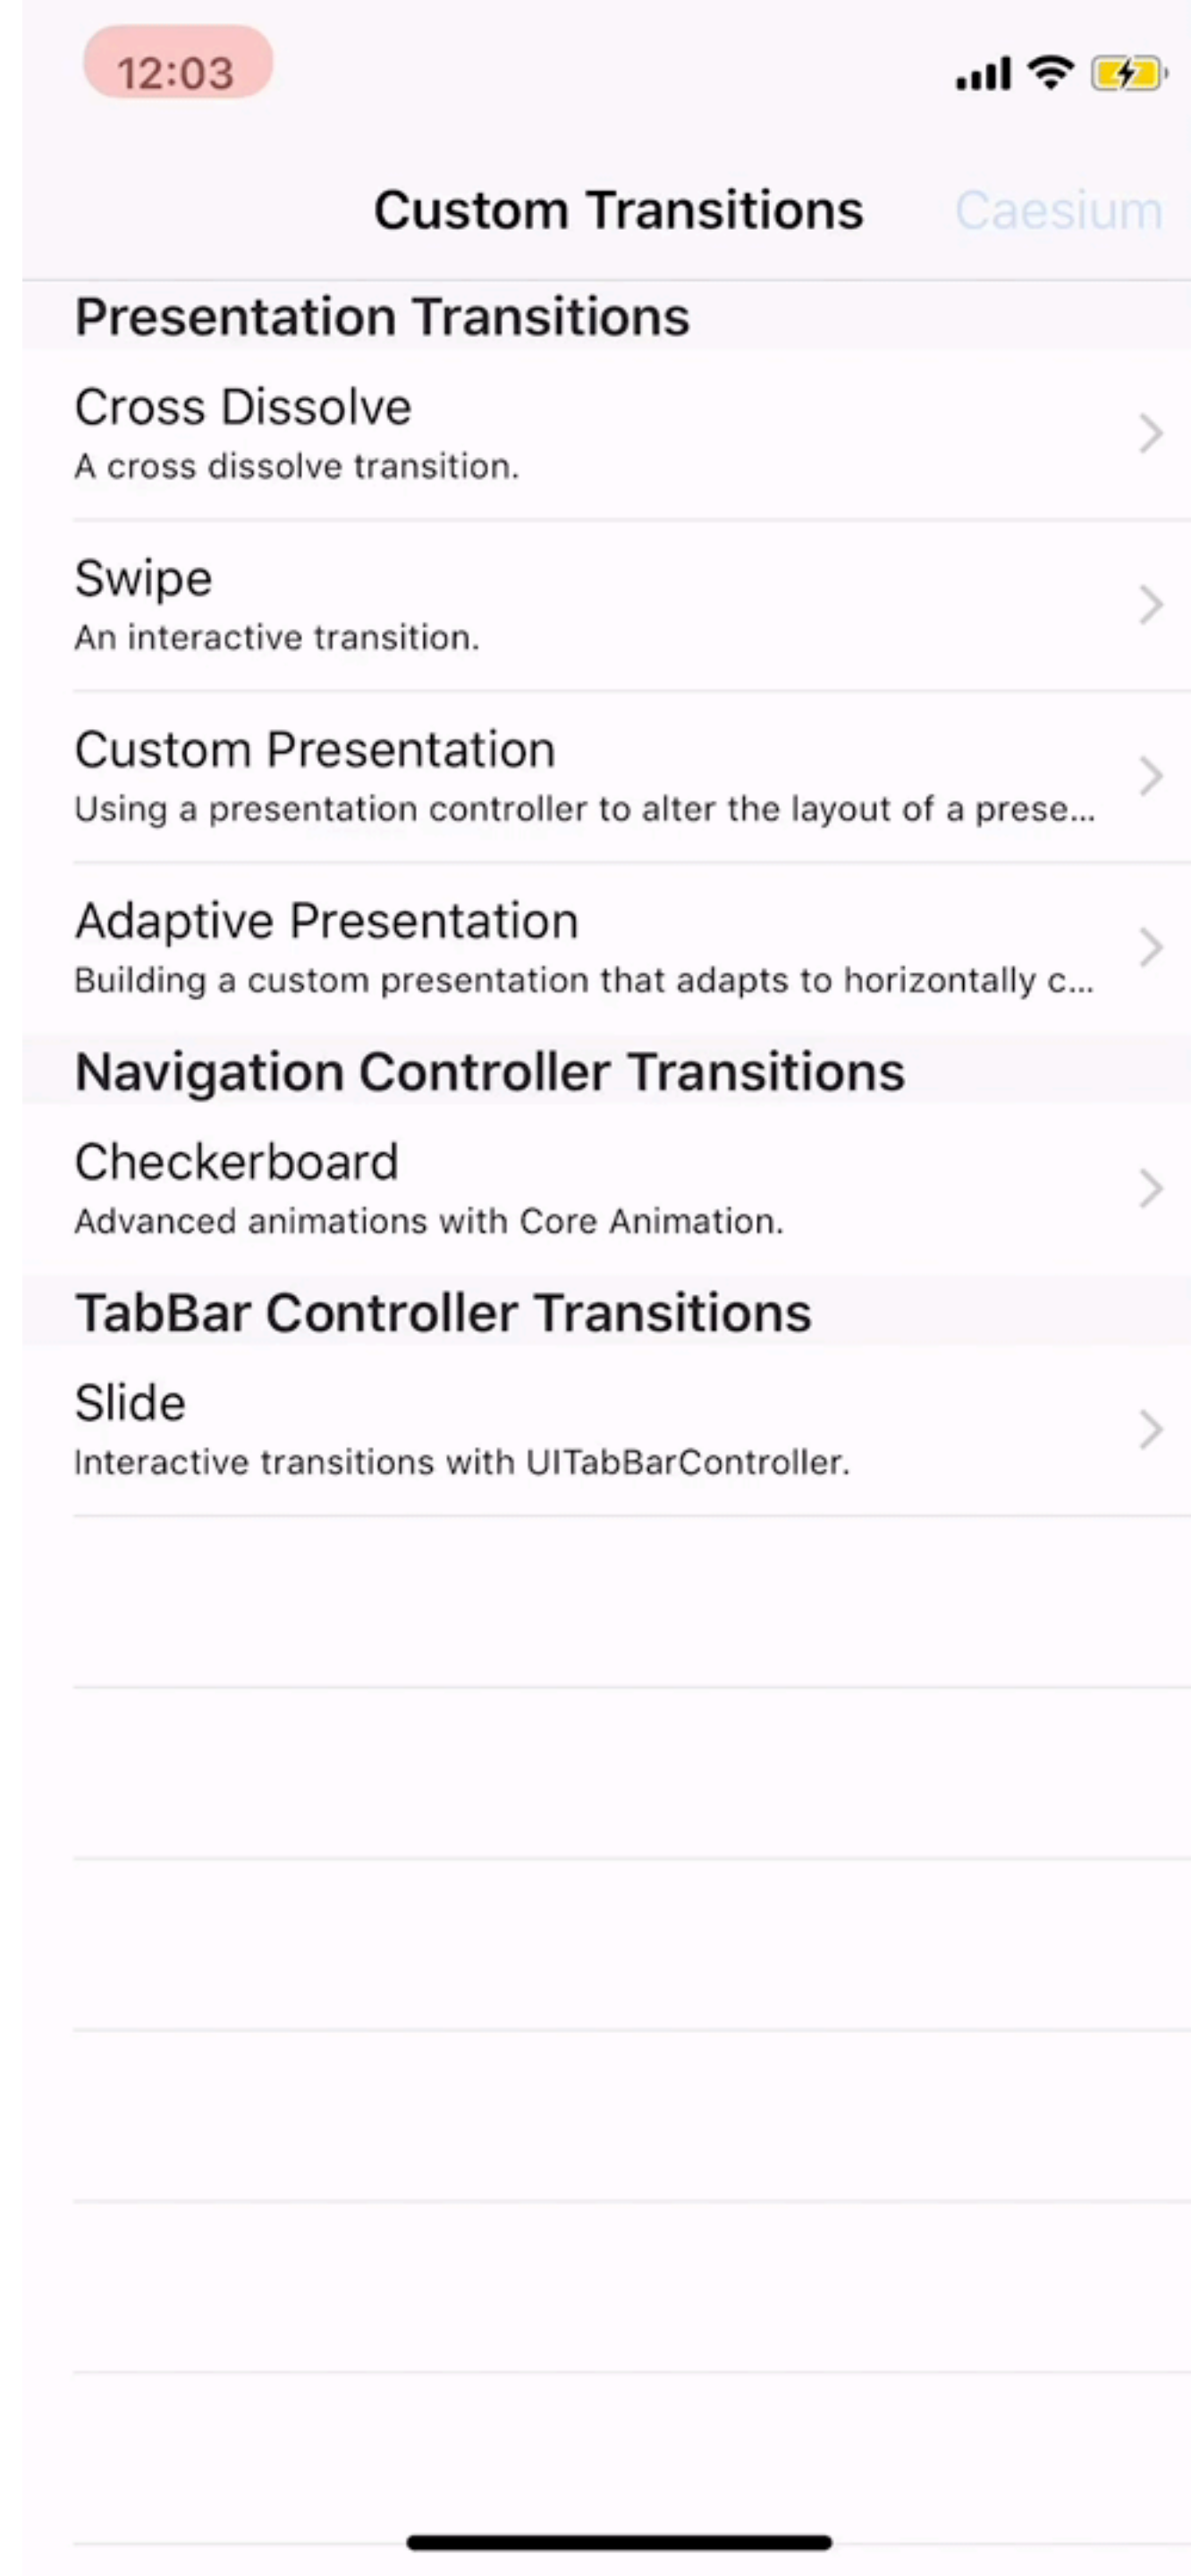 12:03
Custom Transitions
Caesium
Presentation Transitions
Cross Dissolve
A cross dissolve transition.
Swipe
An interactive transition.
Custom Presentation
Using a presentation controller to alter the layout of a prese...
Adaptive Presentation
Building a custom presentation that adapts to horizontally c...
Navigation Controller Transitions
Checkerboard
Advanced animations with Core Animation.
TabBar Controller Transitions
Slide
Interactive transitions with UITabBarController.